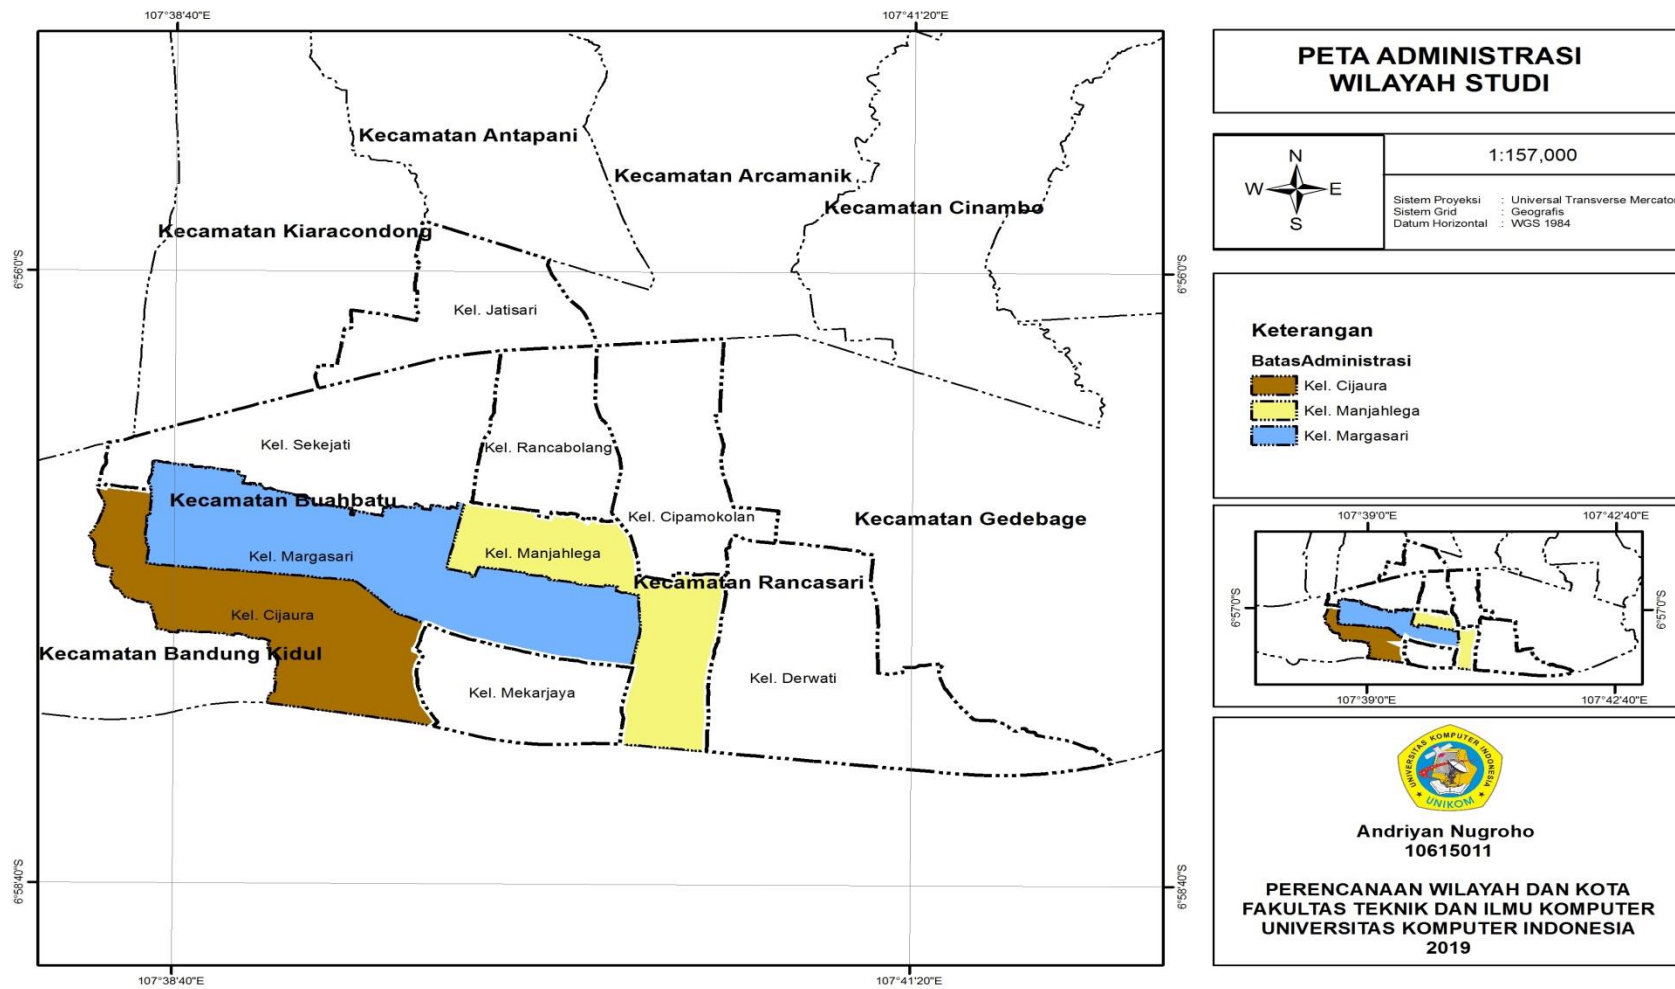 107°38'40"E
107°41'20"E
Kecamatan Antapani
Kecamatan Arcamanik
Kecamatan Cinambo
Kecamatan Kiaracondong
6°56'0"S
6°56'0"S
Kel. Jatisari
Kel. Sekejati
Kel. Rancabolang
Kecamatan Buahbatu
Kel. Cipamokolan
Kecamatan Gedebage
Kel. Margasari
Kel. Manjahlega
Kecamatan Rancasari
Kel. Cijaura
Kecamatan Bandung Kidul
Kel. Mekarjaya
Kel. Derwati
6°58'40"S
6°58'40"S
107°38'40"E
107°41'20"E
PETA ADMINISTRASI
WILAYAH STUDI
N
W
E
S
1:157,000
Sistem Proyeksi : Universal Transverse Mercator
Sistem Grid : Geografis
Datum Horizontal : WGS 1984
Keterangan
BatasAdministrasi
Kel. Cijaura
Kel. Manjahlega
Kel. Margasari
107°39'0"E
107°42'40"E
6°57'0"S
6°57'0"S
107°39'0"E
107°42'40"E
UNIVERSITAS KOMPUTER INDONESIA
UNIKOM
Andriyan Nugroho
10615011
PERENCANAAN WILAYAH DAN KOTA
FAKULTAS TEKNIK DAN ILMU KOMPUTER
UNIVERSITAS KOMPUTER INDONESIA
2019